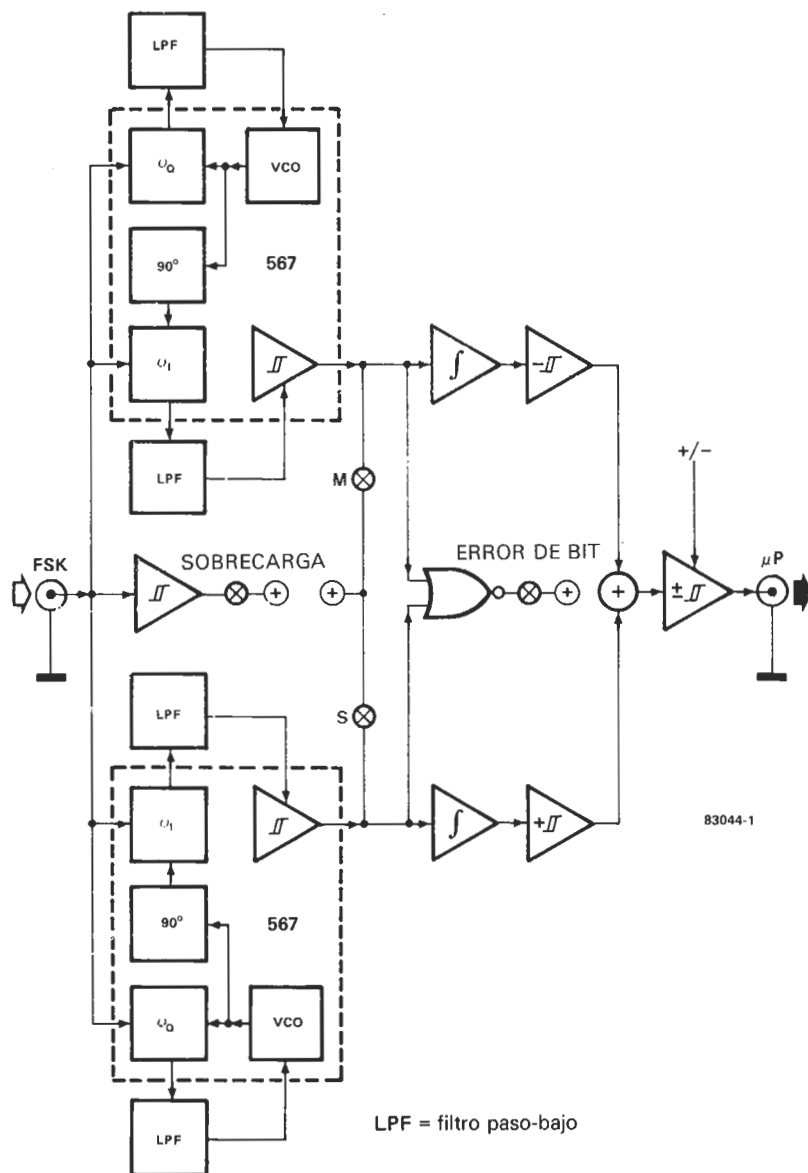 LPF
φQ
VCO
90°
567
φI
LPF
M
+/−
FSK
SOBRECARGA
ERROR DE BIT
μP
+
+
+
+
±
−
S
LPF
φI
+
83044-1
90°
567
φQ
VCO
LPF
LPF = filtro paso-bajo